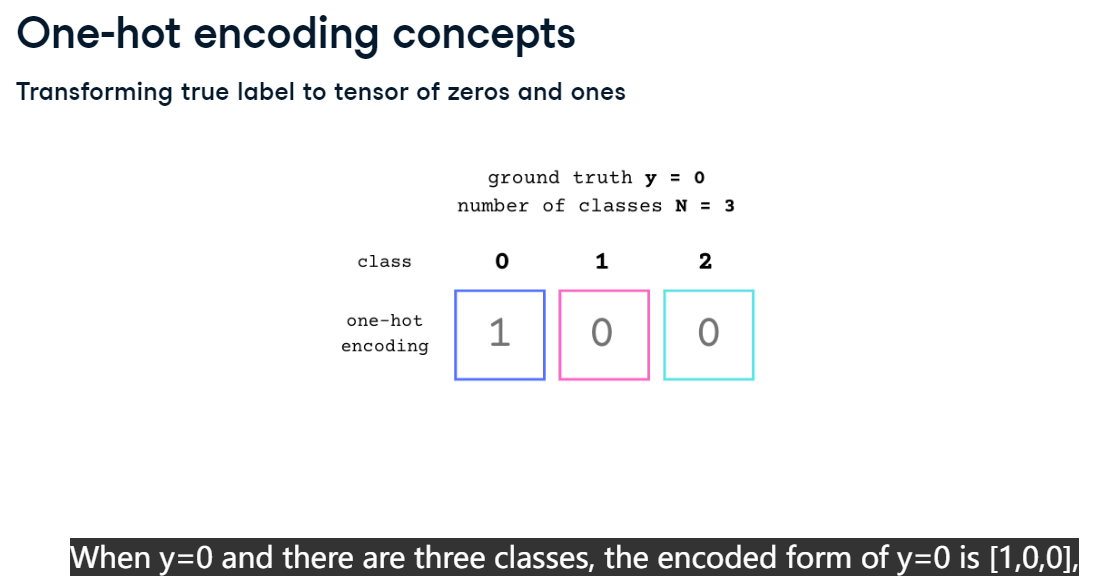 One-hot encoding concepts
Transforming true label to tensor of zeros and ones
ground truth y = 0
number of classes N = 3
class 0 1 2
one-hot
encoding
1 0 0
When y=0 and there are three classes, the encoded form of y=0 is [1,0,0],